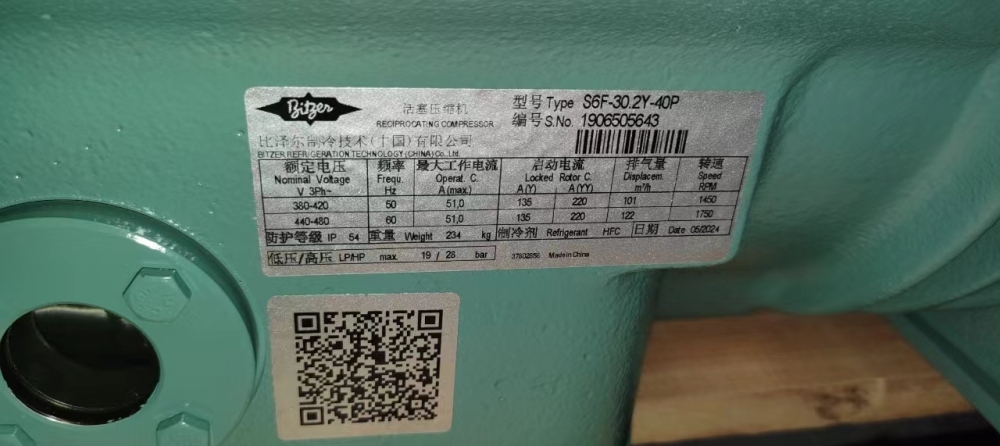 Bitzer
活塞压缩机
RECIPROCATING COMPRESSOR
型号 Type S6F-30.2Y-40P
编号 S.No. 1906505643
比泽尔制冷技术(中国)有限公司
BITZER REFRIGERATION TECHNOLOGY (CHINA) Co. Ltd.
额定电压 频率 最大工作电流 启动电流 排气量 转速
Nominal Voltage Frequ. Operat. C. Locked Rotor C. Displacem. Speed
V 3Ph~ Hz A(max.) A(Y) A(YY) m³/h RPM
380-420 50 51,0 135 220 101 1450
440-480 60 51,0 135 220 122 1750
防护等级 IP 54 重量 Weight 234 kg 制冷剂 Refrigerant HFC 日期 Date 05/2024
低压/高压 LP/HP max. 19 / 28 bar 37802856 Made in China